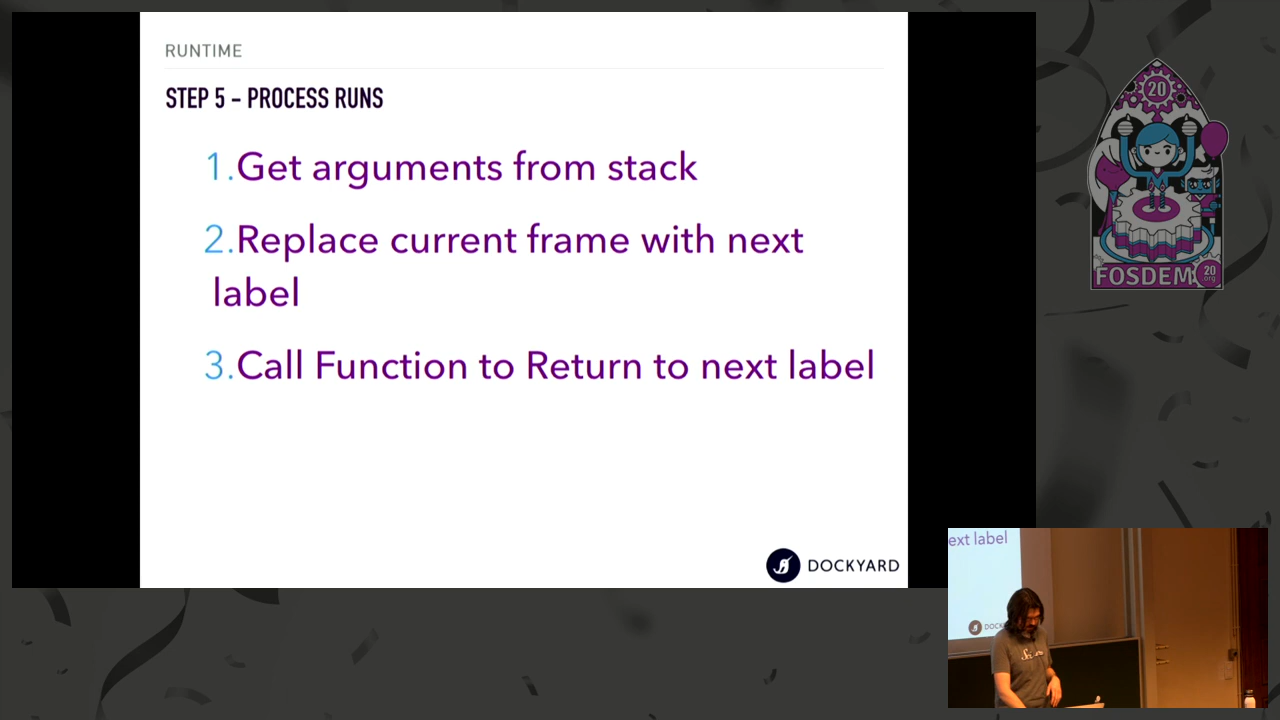 RUNTIME
STEP 5 - PROCESS RUNS
1.Get arguments from stack
2.Replace current frame with next
label
3.Call Function to Return to next label
DOCKYARD
20
FOSDEM
20
.org
ext label